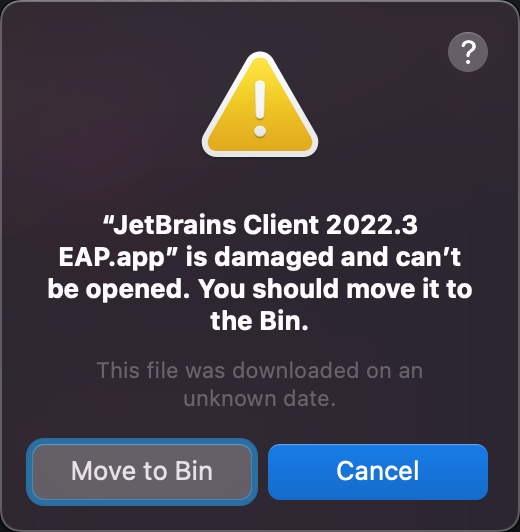 ?
“JetBrains Client 2022.3
EAP.app” is damaged and can’t
be opened. You should move it to
the Bin.
This file was downloaded on an
unknown date.
Move to Bin
Cancel